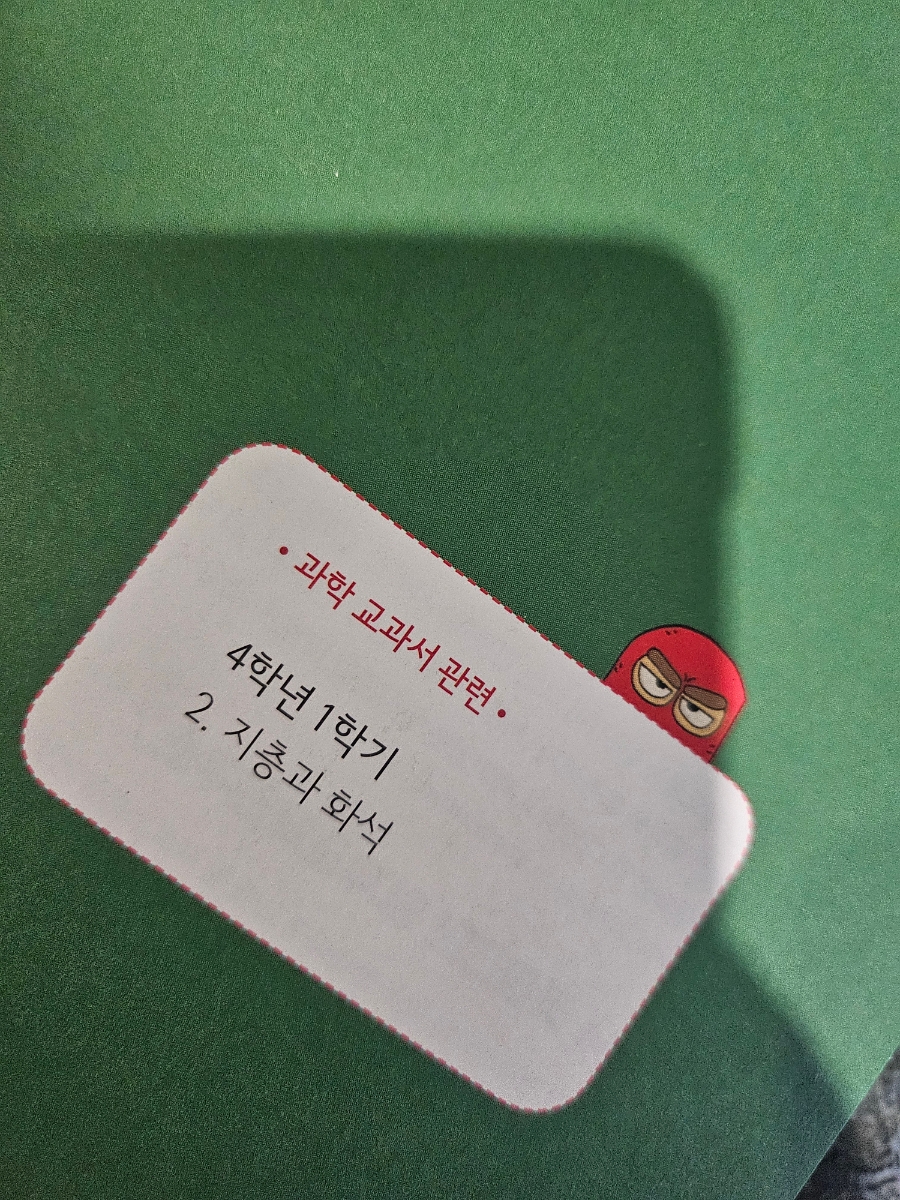 • 과학 교과서 관련 •
4학년 1학기
2. 지층과 화석